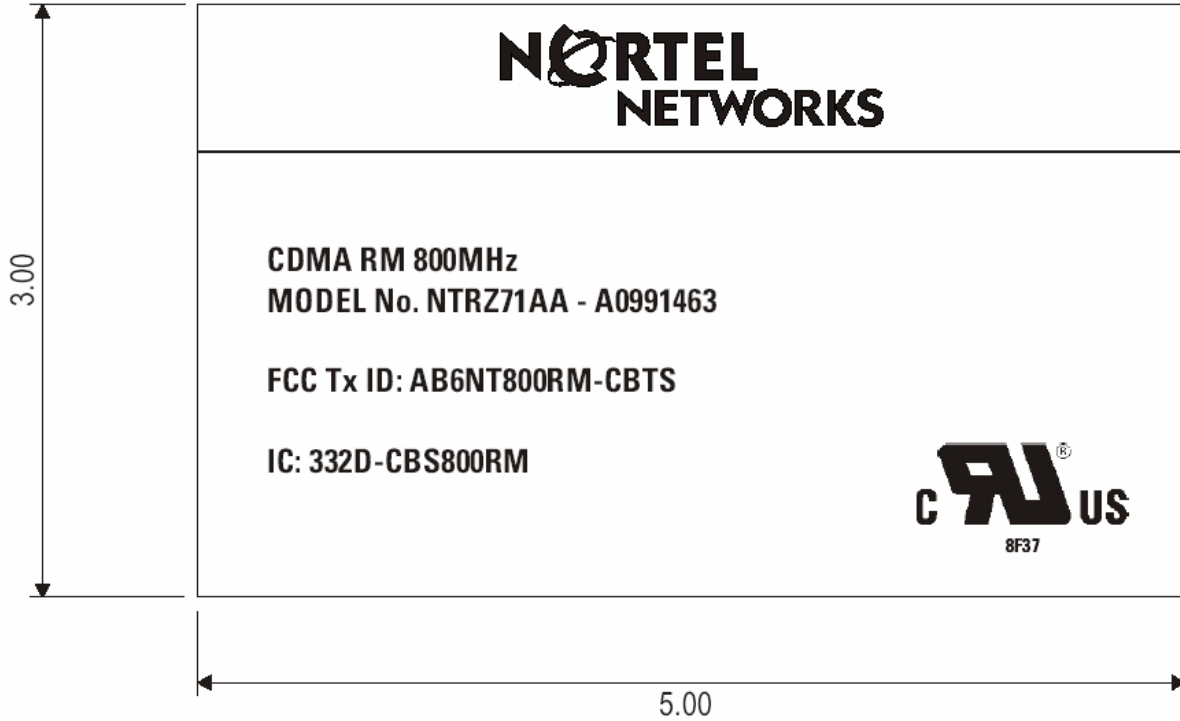 NORTEL
NETWORKS
3.00
CDMA RM 800MHz
MODEL No. NTRZ71AA - A0991463
FCC Tx ID: AB6NT800RM-CBTS
IC: 332D-CBS800RM
C RU ® US
8F37
5.00